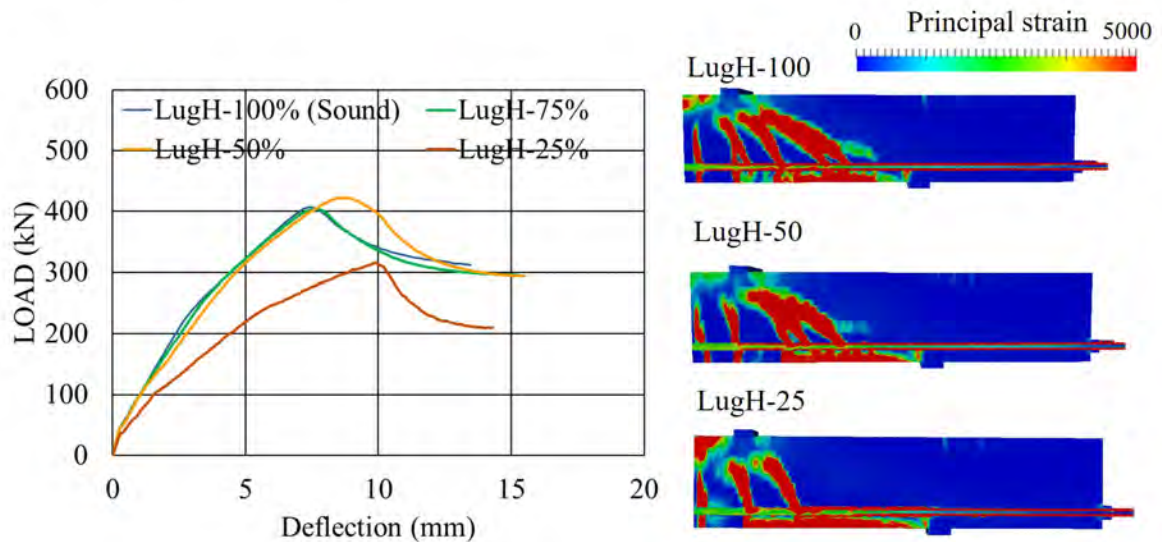 Principal strain
0 5000
LugH-100
600
LugH-100% (Sound) LugH-75%
LugH-50% LugH-25%
500
400
300
200
100
0
LOAD (kN)
0 5 10 15 20
Deflection (mm)
LugH-50
LugH-25